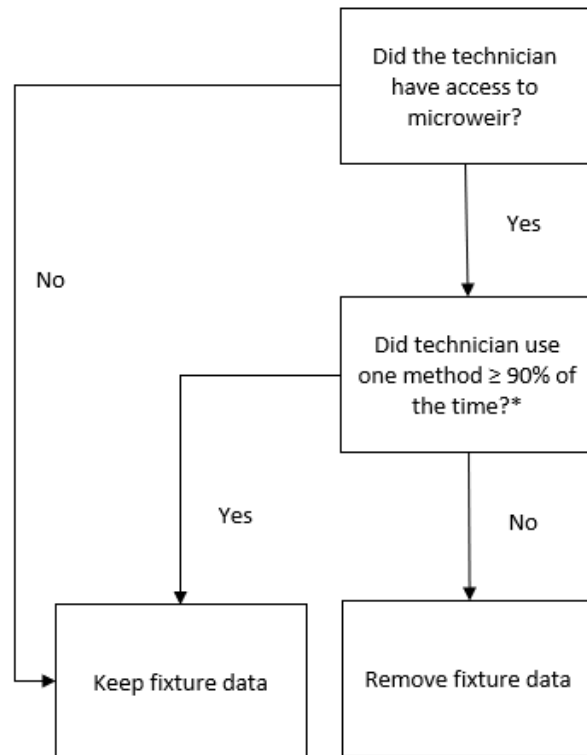 Did the technician
have access to
microweir?
Yes
No
Did technician use
one method ≥ 90% of
the time?*
Yes
No
Keep fixture data
Remove fixture data